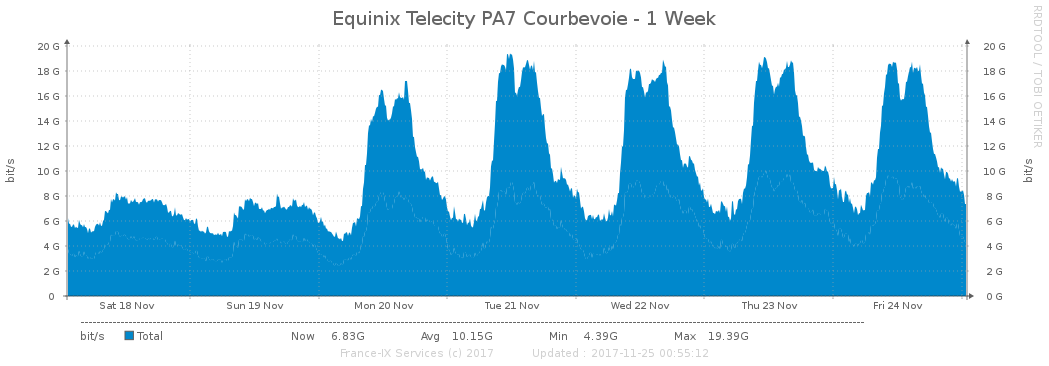 Equinix Telecity PA7 Courbevoie - 1 Week
RRDTOOL / TOBI OETIKER
bit/s
20 G 20 G
18 G 18 G
16 G 16 G
14 G 14 G
12 G 12 G
10 G 10 G
8 G 8 G
6 G 6 G
4 G 4 G
2 G 2 G
0 0 G
bit/s
Sat 18 Nov Sun 19 Nov Mon 20 Nov Tue 21 Nov Wed 22 Nov Thu 23 Nov Fri 24 Nov
bit/s Total Now 6.83G Avg 10.15G Min 4.39G Max 19.39G
France-IX Services (c) 2017 Updated : 2017-11-25 00:55:12